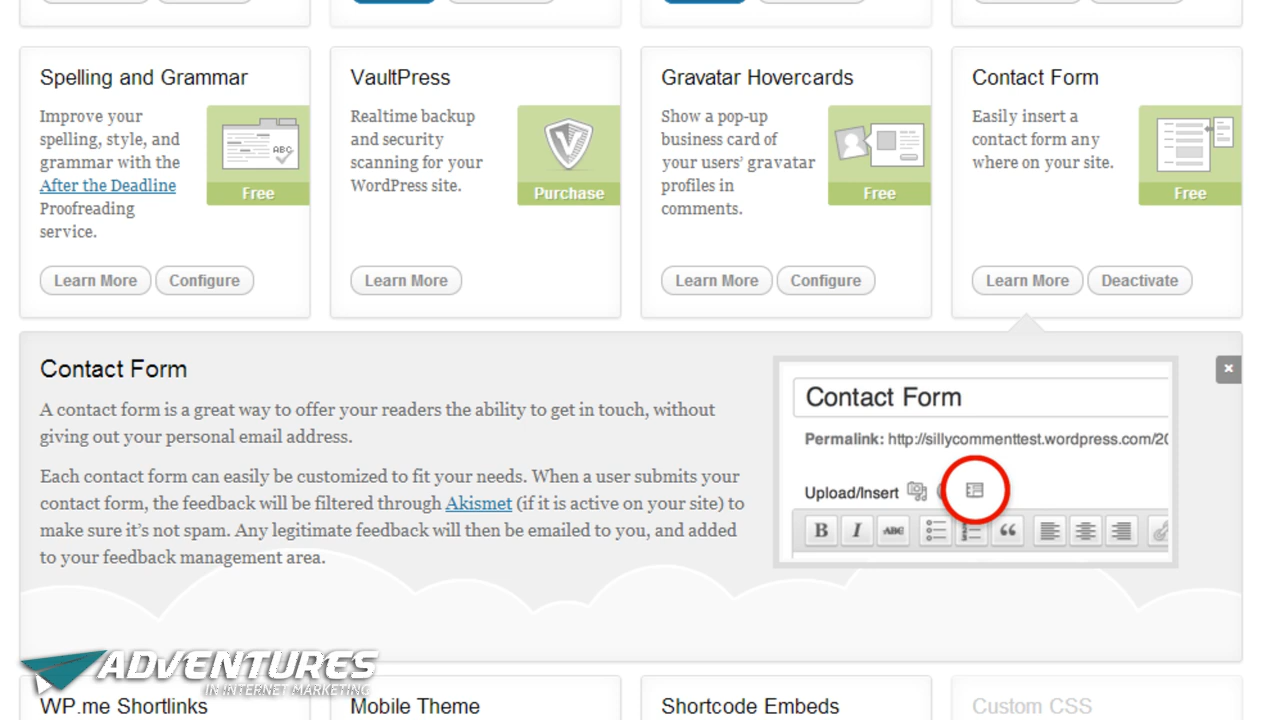 Spelling and Grammar
Improve your
spelling, style, and
grammar with the
After the Deadline
Proofreading
service.
ABC
Free
Learn More
Configure
VaultPress
Realtime backup
and security
scanning for your
WordPress site.
Purchase
Learn More
Gravatar Hovercards
Show a pop-up
business card of
your users’ gravatar
profiles in
comments.
Free
Learn More
Configure
Contact Form
Easily insert a
contact form any
where on your site.
Free
Learn More
Deactivate
Contact Form
A contact form is a great way to offer your readers the ability to get in touch, without
giving out your personal email address.
Each contact form can easily be customized to fit your needs. When a user submits your
contact form, the feedback will be filtered through Akismet (if it is active on your site) to
make sure it’s not spam. Any legitimate feedback will then be emailed to you, and added
to your feedback management area.
Contact Form
Permalink: http://sillycommenttest.wordpress.com/20
Upload/Insert
B I ABC
ADVENTURES
IN INTERNET MARKETING
WP.me Shortlinks
Mobile Theme
Shortcode Embeds
Custom CSS